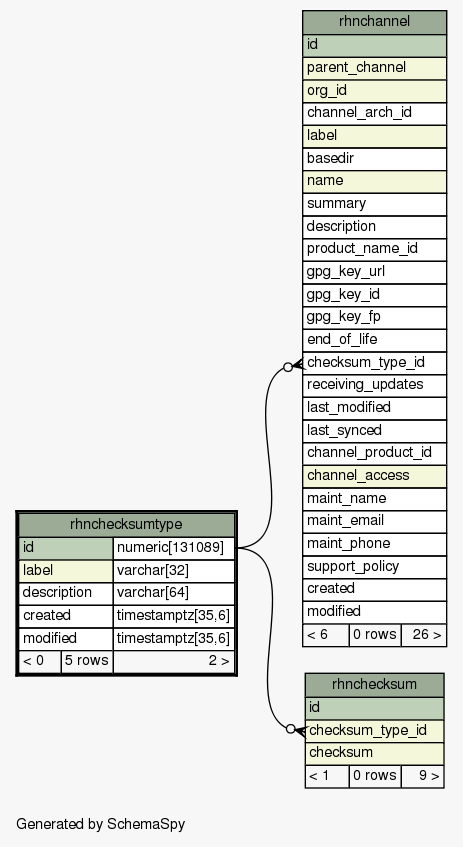 rhnchannel
id
parent_channel
org_id
channel_arch_id
label
basedir
name
summary
description
product_name_id
gpg_key_url
gpg_key_id
gpg_key_fp
end_of_life
checksum_type_id
receiving_updates
last_modified
last_synced
channel_product_id
channel_access
maint_name
maint_email
maint_phone
support_policy
created
modified
< 6 0 rows 26 >
rhnchecksumtype
id numeric[131089]
label varchar[32]
description varchar[64]
created timestamptz[35,6]
modified timestamptz[35,6]
< 0 5 rows 2 >
rhnchecksum
id
checksum_type_id
checksum
< 1 0 rows 9 >
Generated by SchemaSpy